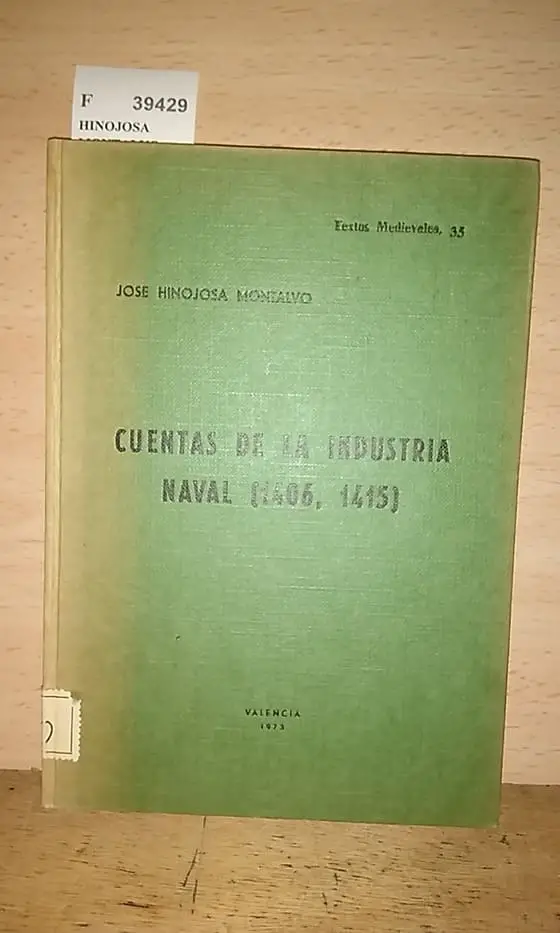 F 39429
HINOJOSA
Textos Medievales, 35
JOSE HINOJOSA MONTALVO
CUENTAS DE LA INDUSTRIA
NAVAL (1406, 1415)
VALENCIA
1973